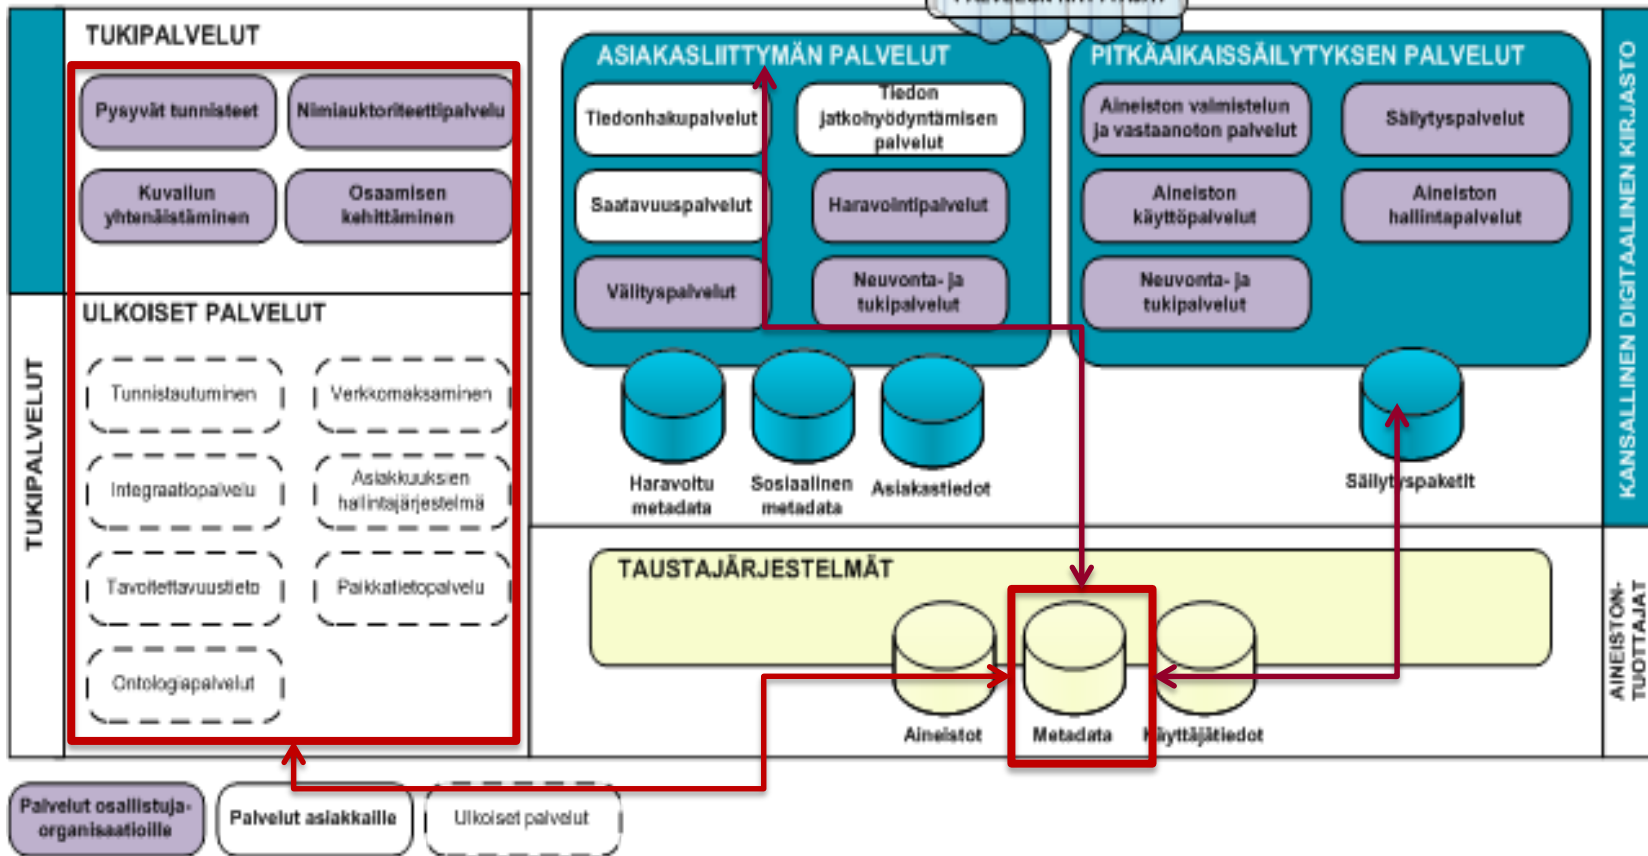 TUKIPALVELUT
Pysyvät tunnisteet
Nimiauktoriteettipalvelu
Kuvailun
yhtenäistäminen
Osaamisen
kehittäminen
ULKOISET PALVELUT
Tunnistautuminen
Verkkomaksaminen
Integraatiopalvelu
Asiakkuuksien
hallintajärjestelmä
Tavoitettavuustieto
Paikkatietopalvelu
Ontologiapalvelut
TUKIPALVELUT
ASIAKASLIITTYMÄN PALVELUT
Tiedonhakupalvelut
Tiedon
jatkohyödyntämisen
palvelut
Saatavuuspalvelut
Haravointipalvelut
Välityspalvelut
Neuvonta- ja
tukipalvelut
Haravoitu
metadata
Sosiaalinen
metadata
Asiakastiedot
PITKÄAIKAISSÄILYTYKSEN PALVELUT
Aineiston valmistelun
ja vastaanoton palvelut
Säilytyspalvelut
Aineiston
käyttöpalvelut
Aineiston
hallintapalvelut
Neuvonta- ja
tukipalvelut
Säilytyspaketit
KANSALLINEN DIGITAALINEN KIRJASTO
TAUSTAJÄRJESTELMÄT
Aineistot
Metadata
Käyttäjätiedot
AINEISTON-
TUOTTAJAT
Palvelut osallistuja-
organisaatioille
Palvelut asiakkaille
Ulkoiset palvelut